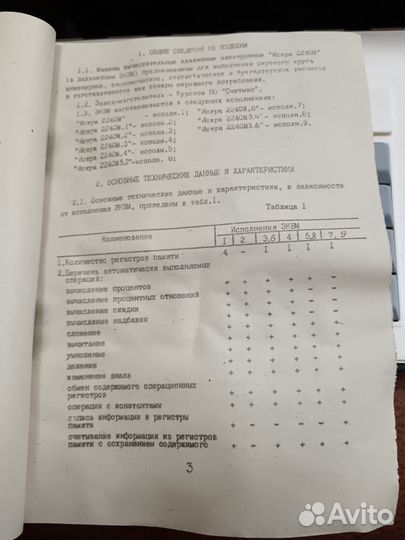 1. ОБЩИЕ СВЕДЕНИЯ ОБ ИЗДЕЛИИ
1.1. Машины вычислительные клавишные электронные "Искра 2240М"
(в дальнейшем ЭКВМ) предназначены для выполнения широкого круга
инженерных, экономических, статистических и бухгалтерских расчетов
и изготавливаются как товары народного потребления.
1.2. Завод-изготовитель - Курское ПО "Счетмаш".
1.3. ЭКВМ изготавливаются в следующих исполнениях:
"Искра 2240М" - исполн.1; "Искра 2240М.6"- исполн.7;
"Искра 2240М.1"- исполн.2; "Искра 2240М5.4"- исполн.8;
"Искра 2240М.2"- исполн.3; "Искра 2240М5.6"- исполн.9.
"Искра 2240М.3"- исполн.4;
"Искра 2240М.4"- исполн.5;
"Искра 2240М5.2"-исполн. 6;
2. ОСНОВНЫЕ ТЕХНИЧЕСКИЕ ДАННЫЕ И ХАРАКТЕРИСТИКИ
2.1. Основные технические данные и характеристики, в зависимости
от исполнения ЭКВМ, приведены в табл.1.
Таблица 1
Наименование Исполнения ЭКВМ
1 2 3,6 4 5,8 7,9
1.Количество регистров памяти 4 - 1 1 1 1
2.Перечень автоматически выполняемых
операций:
вычисление процентов + + + + - -
вычисление процентных отношений + + + + - -
вычисление скидки + + + + - -
вычисление надбавки + + + + - -
сложение + + + + + +
вычитание + + + + + +
умножение + + + + + +
деление + + + + + +
изменение знака + + + + + +
обмен содержимого операционных
регистров + + + + + +
операции с константами + + + + + +
запись информации в регистры
памяти + - + + + +
считывание информации из регистров
памяти с сохранением содержимого + - + + + +
3
Avito